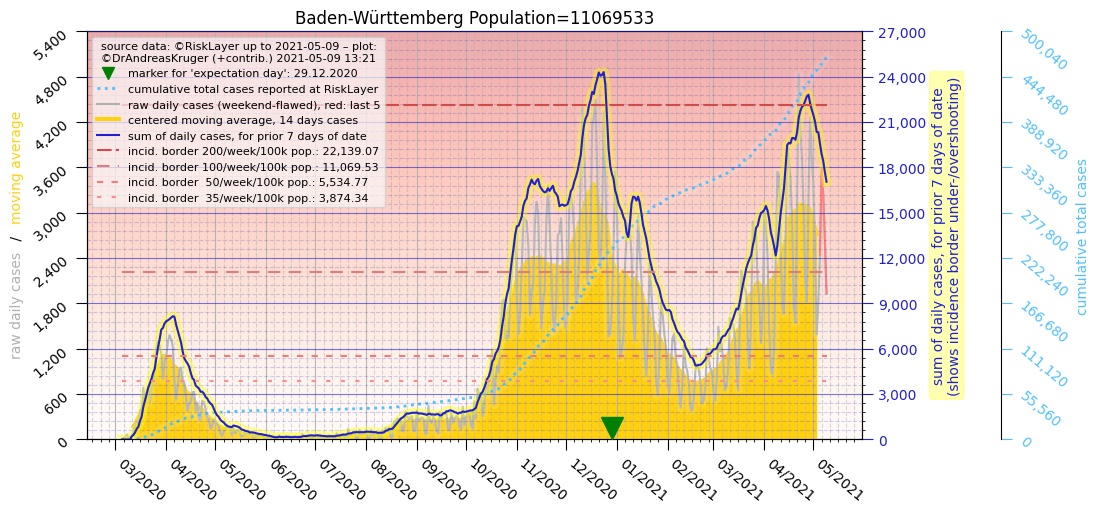 Baden-Württemberg Population=11069533
source data: ©RiskLayer up to 2021-05-09 – plot:
©DrAndreasKruger (+contrib.) 2021-05-09 13:21
marker for 'expectation day': 29.12.2020
cumulative total cases reported at RiskLayer
raw daily cases (weekend-flawed), red: last 5
centered moving average, 14 days cases
sum of daily cases, for prior 7 days of date
incid. border 200/week/100k pop.: 22,139.07
incid. border 100/week/100k pop.: 11,069.53
incid. border  50/week/100k pop.: 5,534.77
incid. border  35/week/100k pop.: 3,874.34
raw daily cases / moving average
5,400
4,800
4,200
3,600
3,000
2,400
1,800
1,200
600
0
03/2020
04/2020
05/2020
06/2020
07/2020
08/2020
09/2020
10/2020
11/2020
12/2020
01/2021
02/2021
03/2021
04/2021
05/2021
27,000
24,000
21,000
18,000
15,000
12,000
9,000
6,000
3,000
0
sum of daily cases, for prior 7 days of date
(shows incidence border under-/overshooting)
500,040
444,480
388,920
333,360
277,800
222,240
166,680
111,120
55,560
0
cumulative total cases